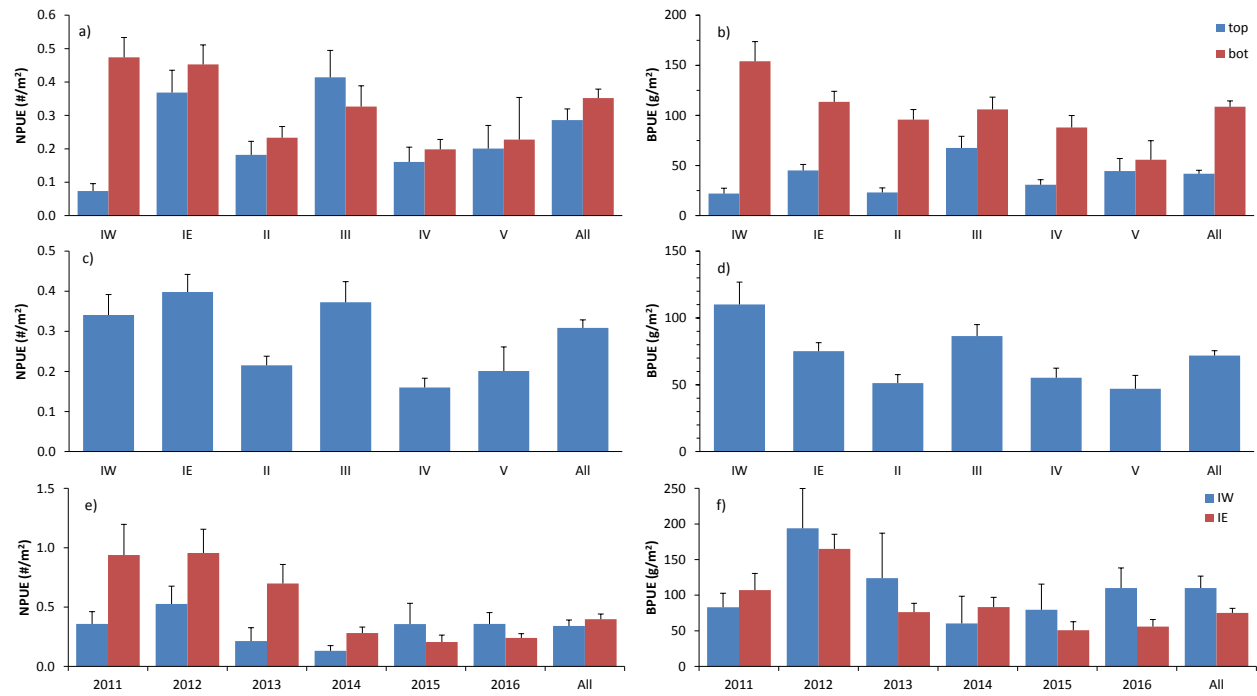 a)
NPUE (#/m²)
0.6
0.5
0.4
0.3
0.2
0.1
0.0
IW IE II III IV V All
b)
BPUE (g/m²)
200
150
100
50
0
IW IE II III IV V All
top
bot
c)
NPUE (#/m²)
0.5
0.4
0.3
0.2
0.1
0.0
IW IE II III IV V All
d)
BPUE (g/m²)
150
100
50
0
IW IE II III IV V All
e)
NPUE (#/m²)
1.5
1.0
0.5
0.0
2011 2012 2013 2014 2015 2016 All
f)
BPUE (g/m²)
250
200
150
100
50
0
2011 2012 2013 2014 2015 2016 All
IW
IE